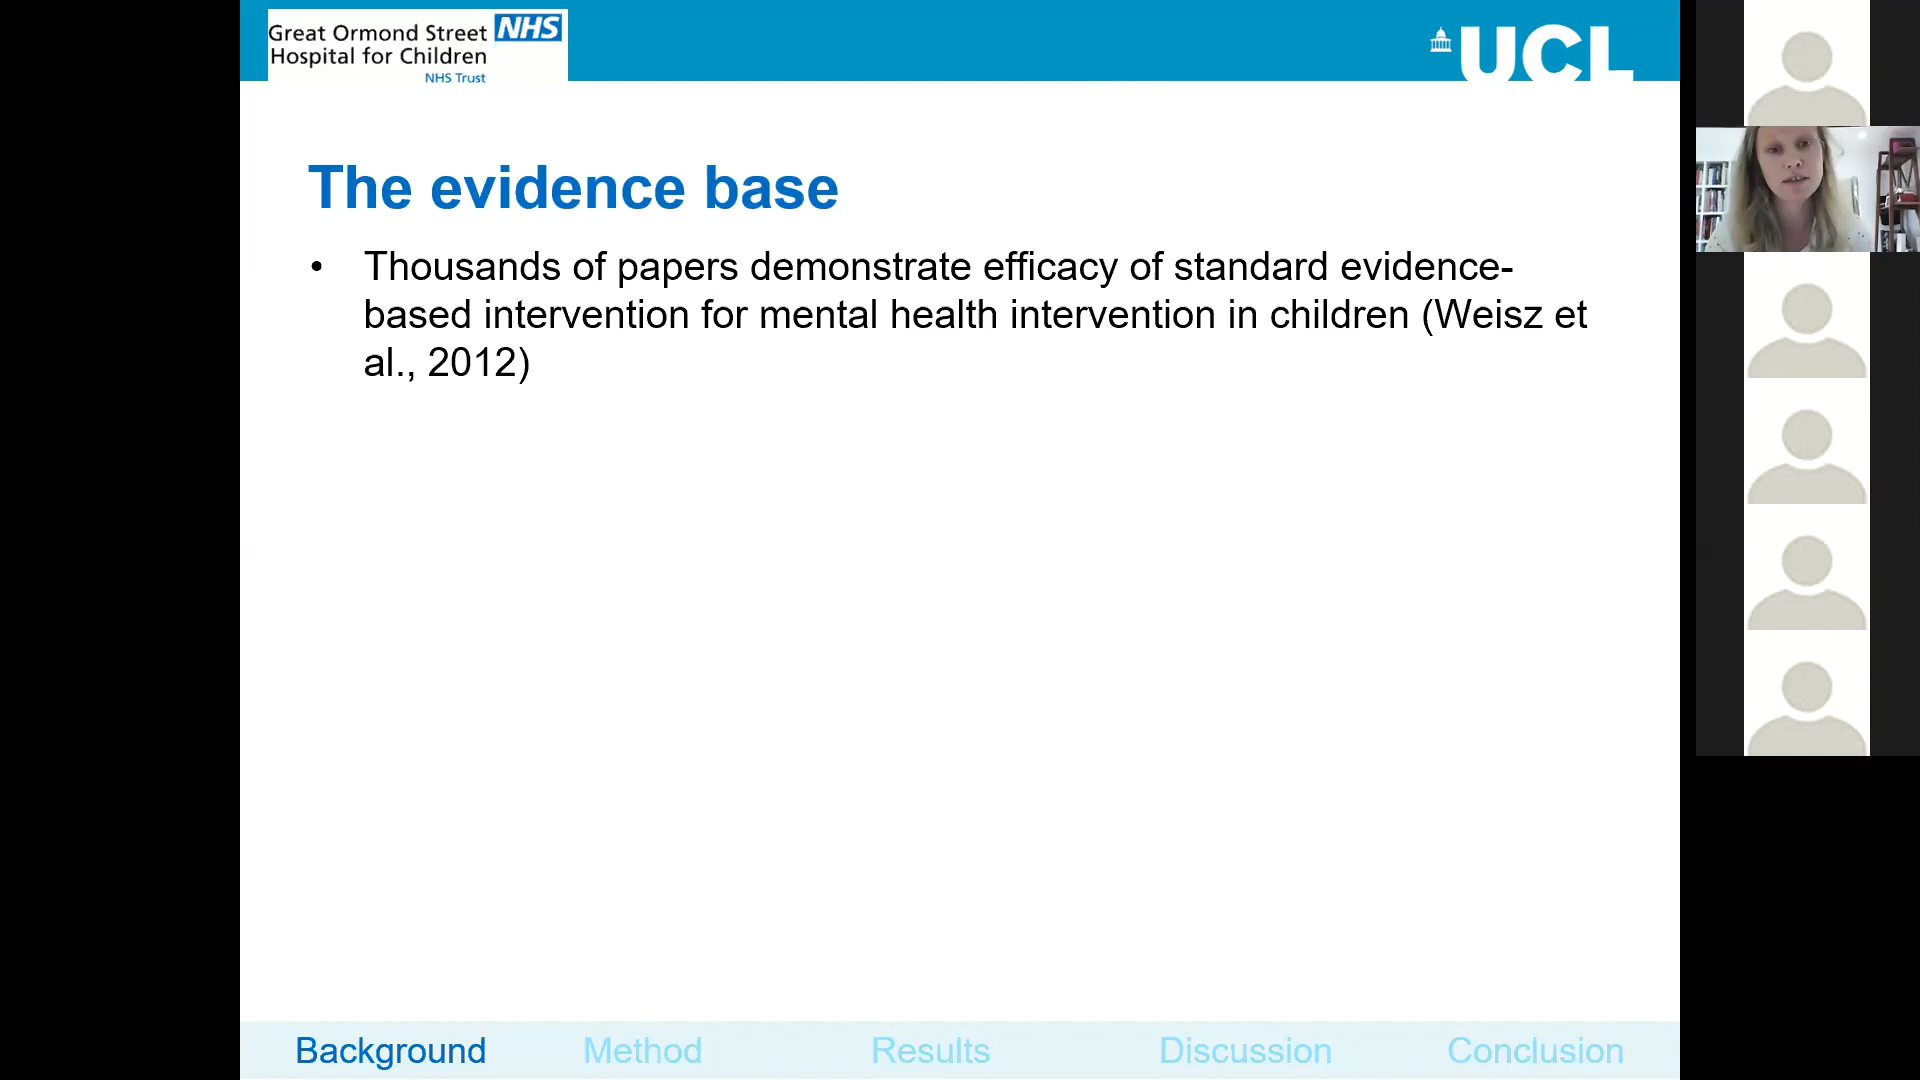 Great Ormond Street NHS
Hospital for Children
NHS Trust
UCL
The evidence base
• Thousands of papers demonstrate efficacy of standard evidence-
based intervention for mental health intervention in children (Weisz et
al., 2012)
Background Method Results Discussion Conclusion